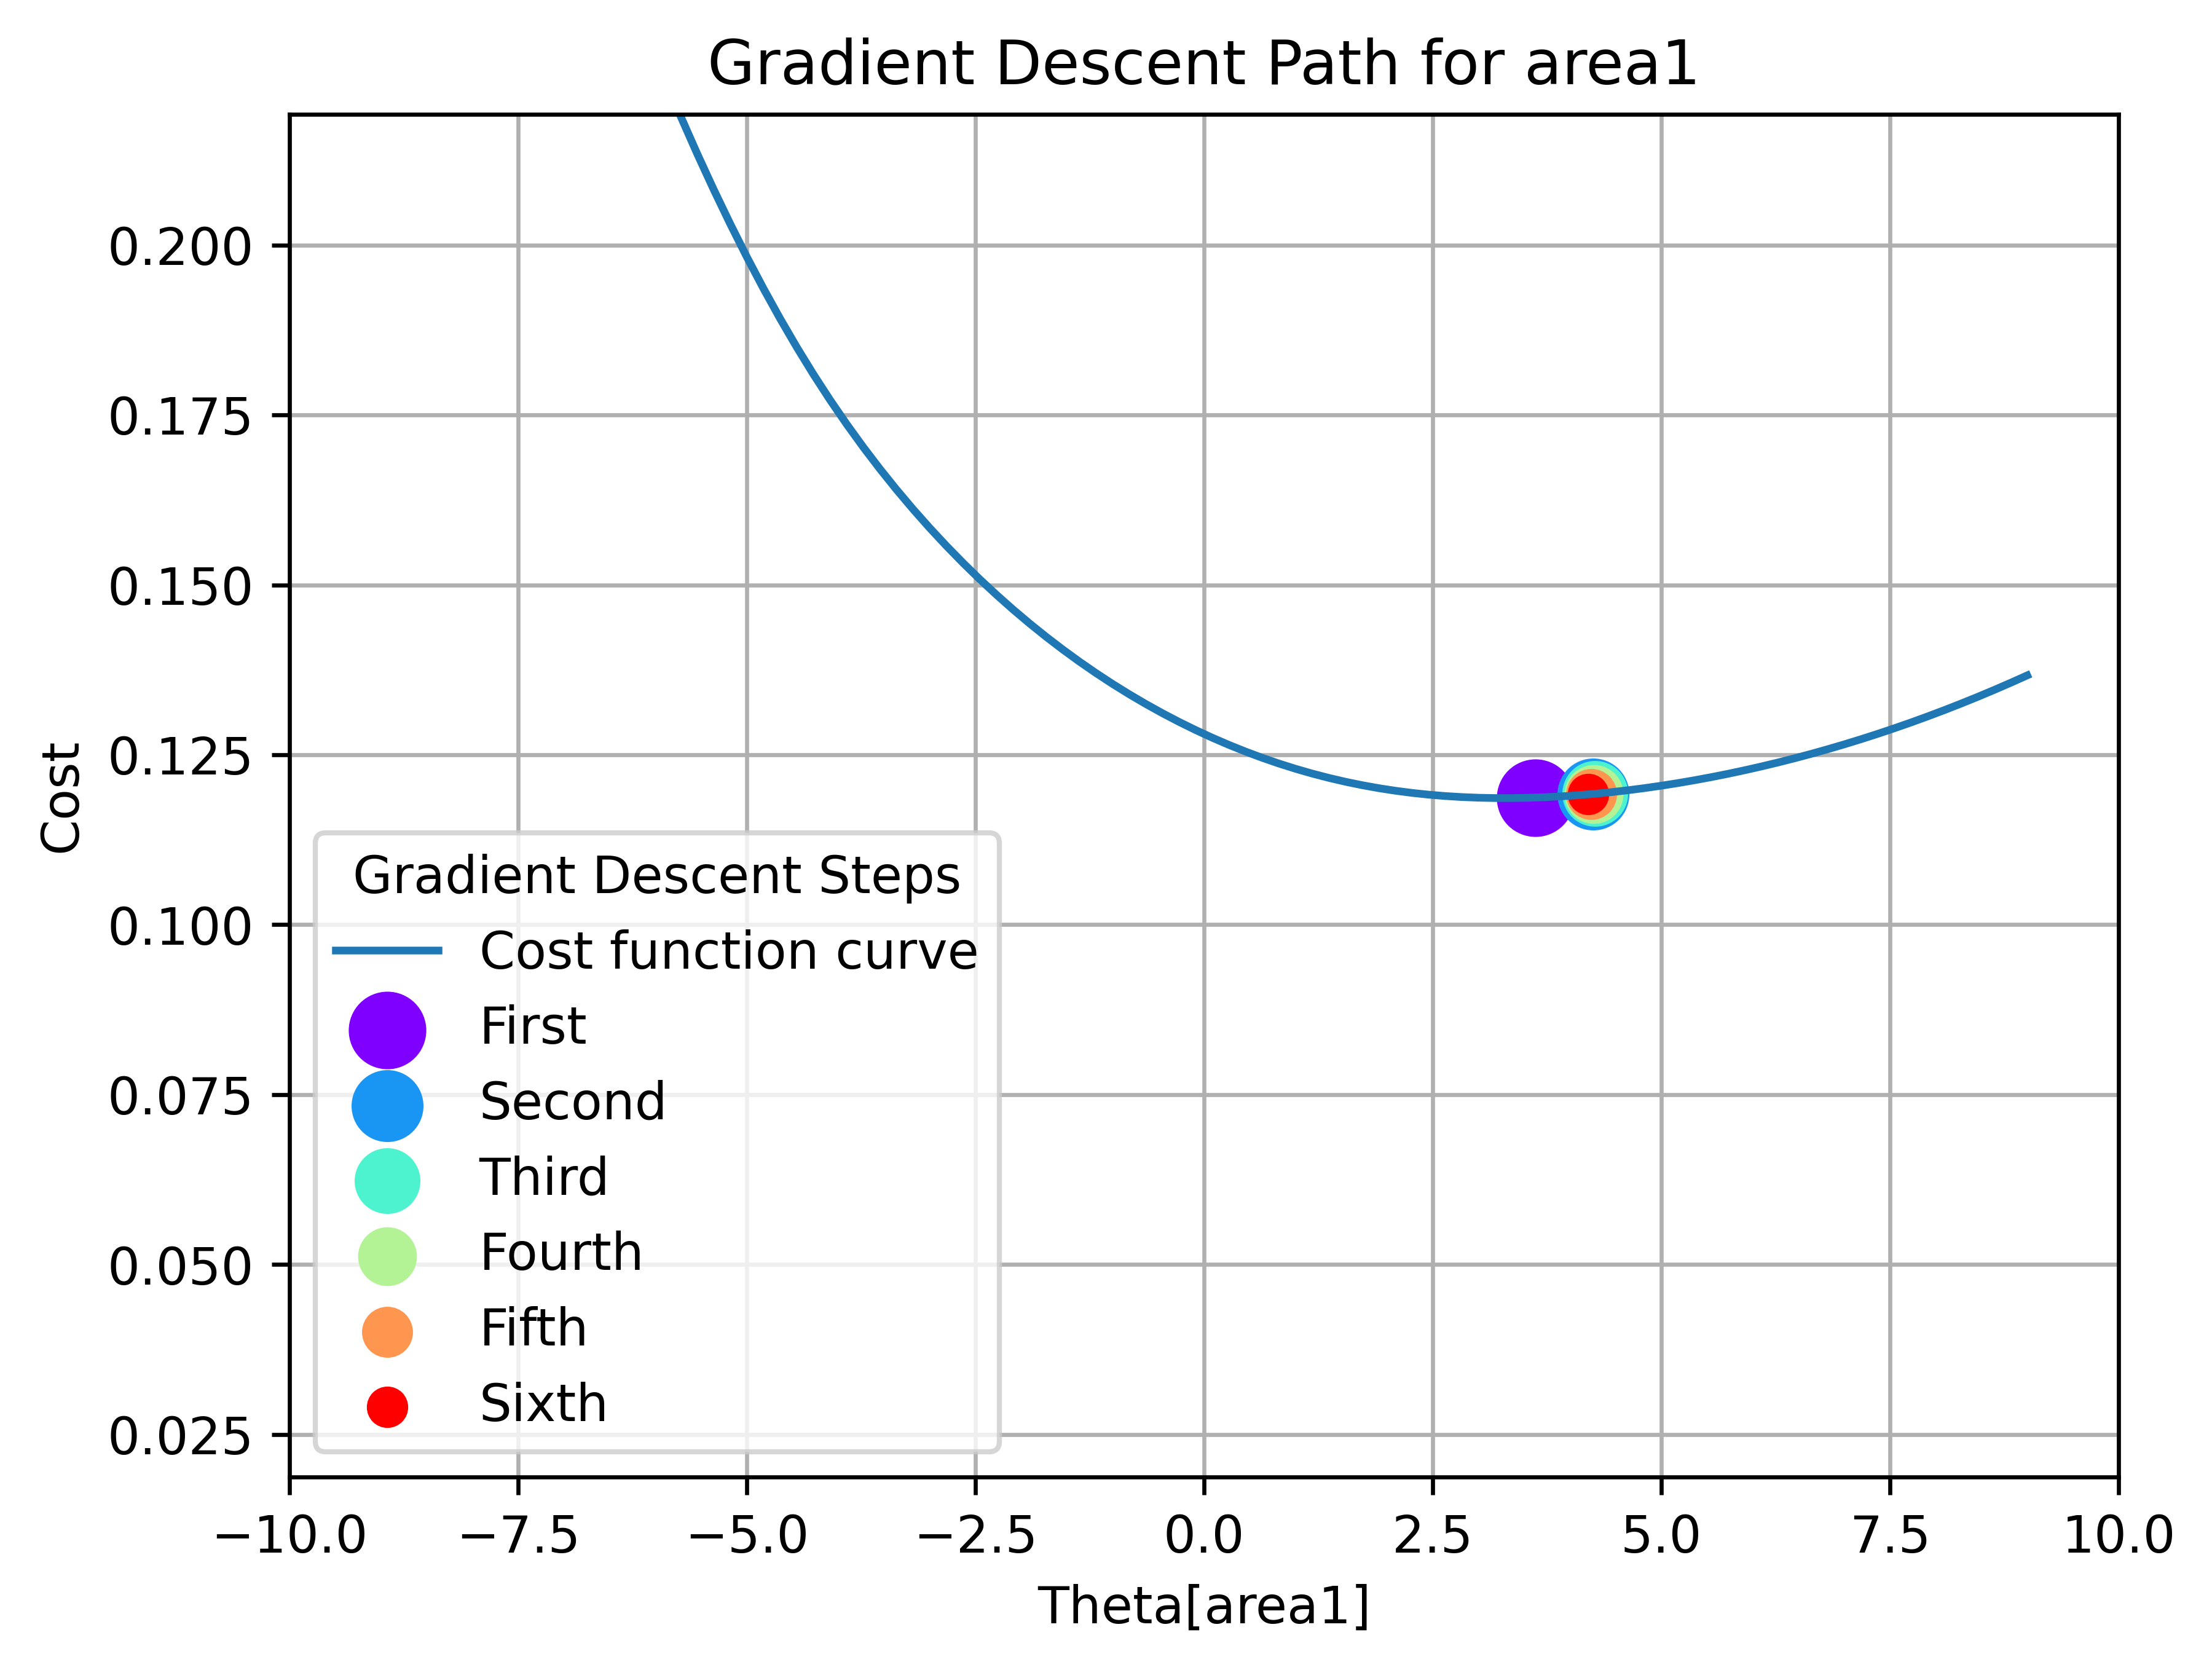 Gradient Descent Path for area1
0.200
0.175
0.150
0.125
0.100
0.075
0.050
0.025
Cost
Gradient Descent Steps
Cost function curve
First
Second
Third
Fourth
Fifth
Sixth
−10.0 −7.5 −5.0 −2.5 0.0 2.5 5.0 7.5 10.0
Theta[area1]